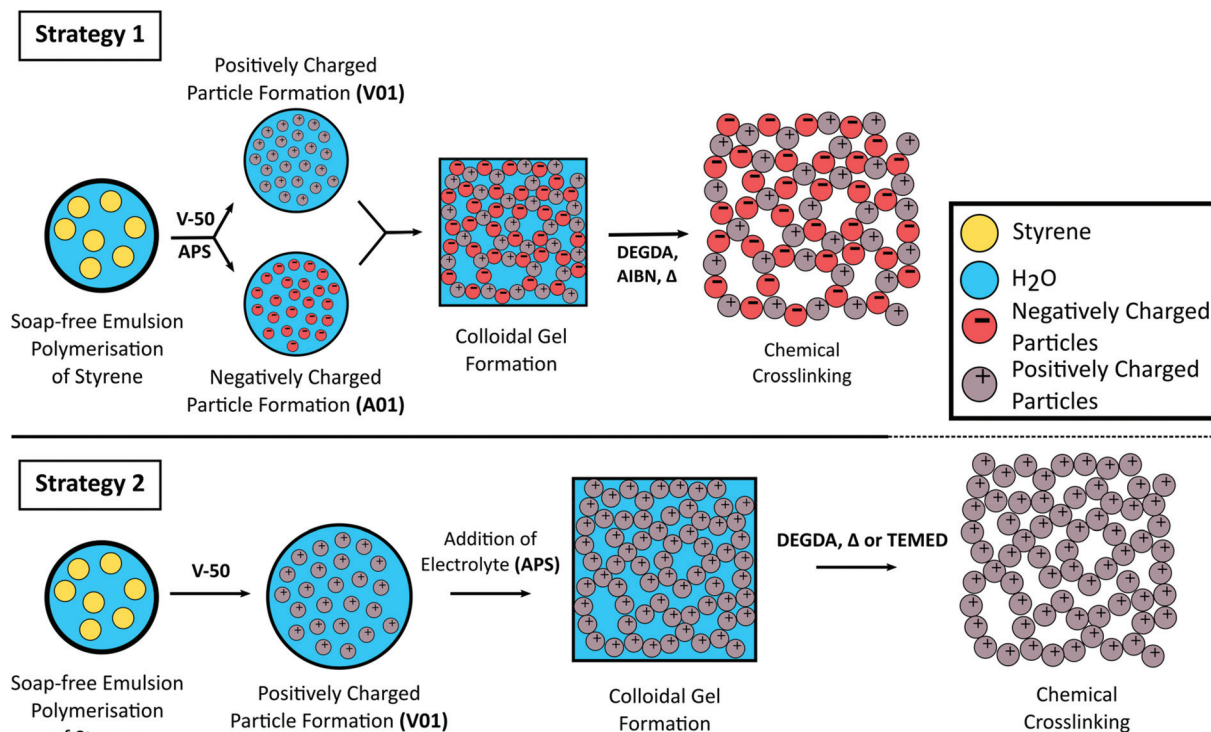 Strategy 1
Positively Charged
Particle Formation (V01)
V-50
APS
Soap-free Emulsion
Polymerisation
of Styrene
Negatively Charged
Particle Formation (A01)
Colloidal Gel
Formation
DEGDA,
AIBN, Δ
Chemical
Crosslinking
Styrene
H2O
Negatively Charged
Particles
Positively Charged
Particles
Strategy 2
V-50
Soap-free Emulsion
Polymerisation
Positively Charged
Particle Formation (V01)
Addition of
Electrolyte (APS)
Colloidal Gel
Formation
DEGDA, Δ or TEMED
Chemical
Crosslinking